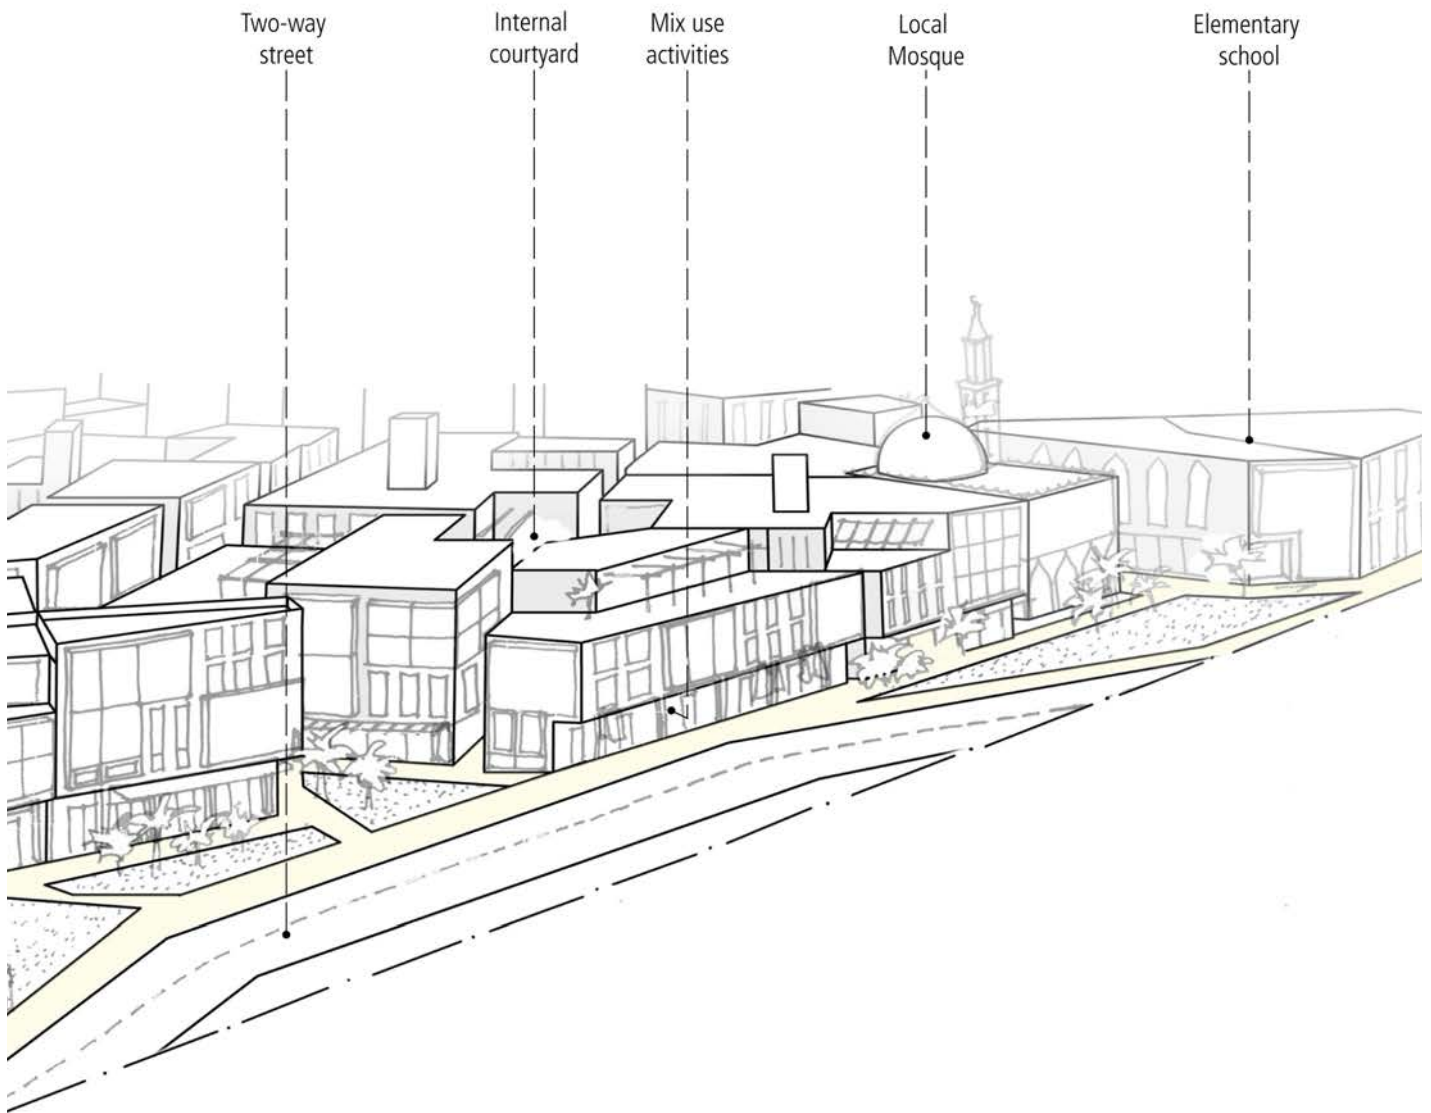 Two-way
street
Internal
courtyard
Mix use
activities
Local
Mosque
Elementary
school